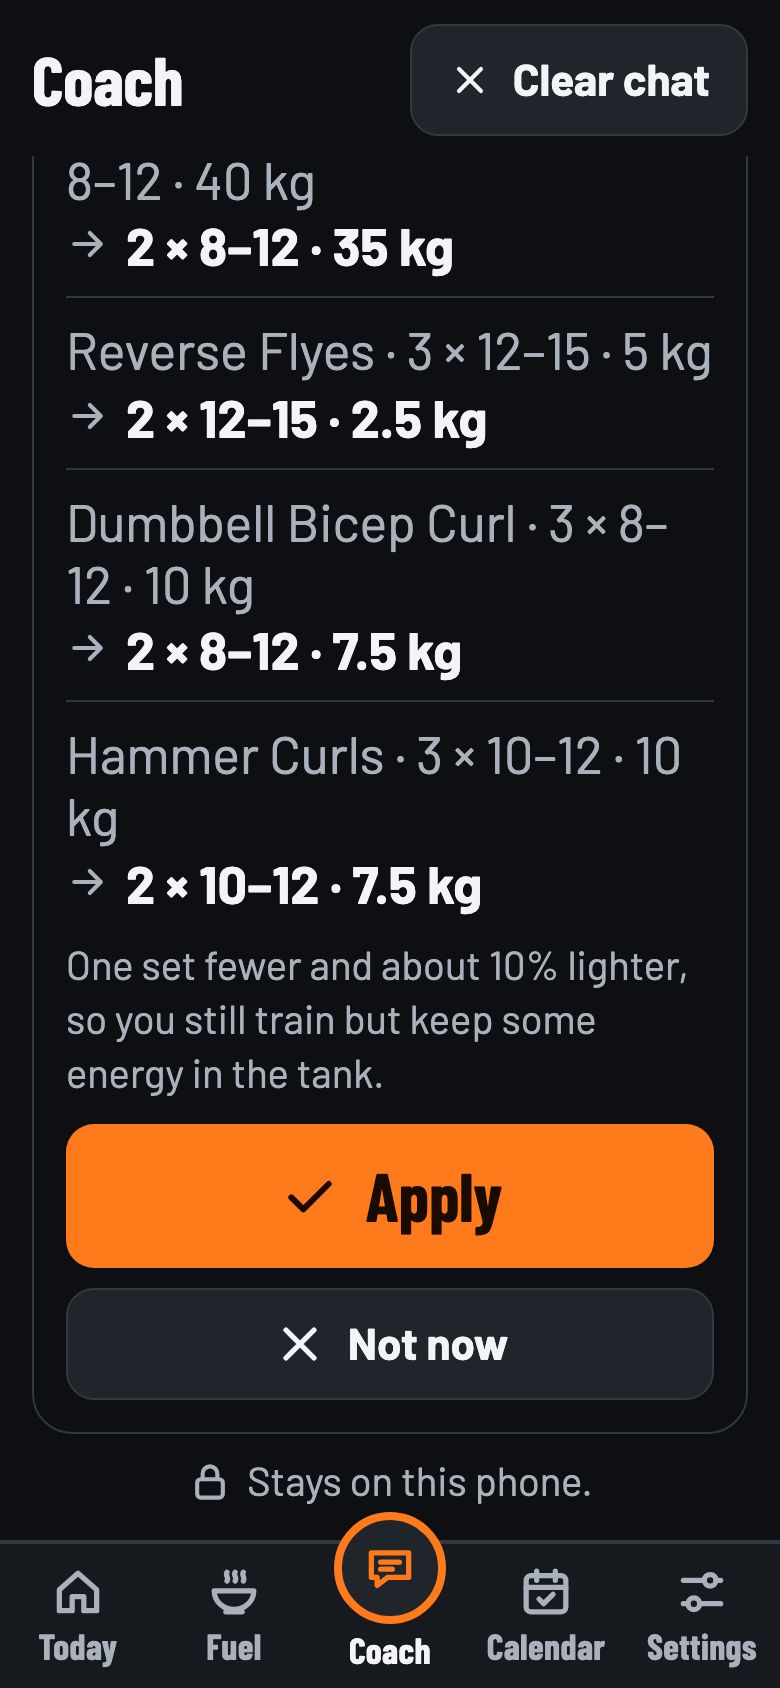 Coach
Clear chat
8–12 · 40 kg
→ 2 × 8–12 · 35 kg
Reverse Flyes · 3 × 12–15 · 5 kg
→ 2 × 12–15 · 2.5 kg
Dumbbell Bicep Curl · 3 × 8–
12 · 10 kg
→ 2 × 8–12 · 7.5 kg
Hammer Curls · 3 × 10–12 · 10
kg
→ 2 × 10–12 · 7.5 kg
One set fewer and about 10% lighter,
so you still train but keep some
energy in the tank.
Apply
Not now
Stays on this phone.
Today
Fuel
Coach
Calendar
Settings